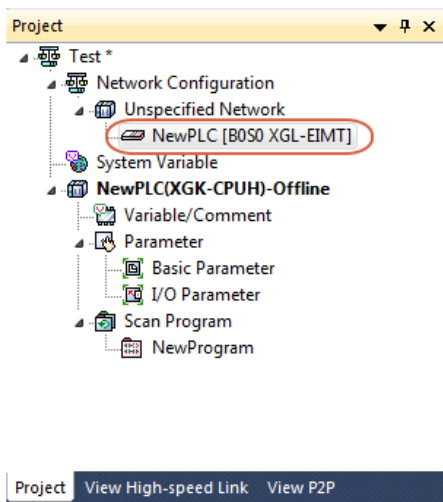 Project
Test *
Network Configuration
Unspecified Network
NewPLC [B0S0 XGL-EIMT]
System Variable
NewPLC(XGK-CPUH)-Offline
Variable/Comment
Parameter
Basic Parameter
I/O Parameter
Scan Program
NewProgram
Project View High-speed Link View P2P